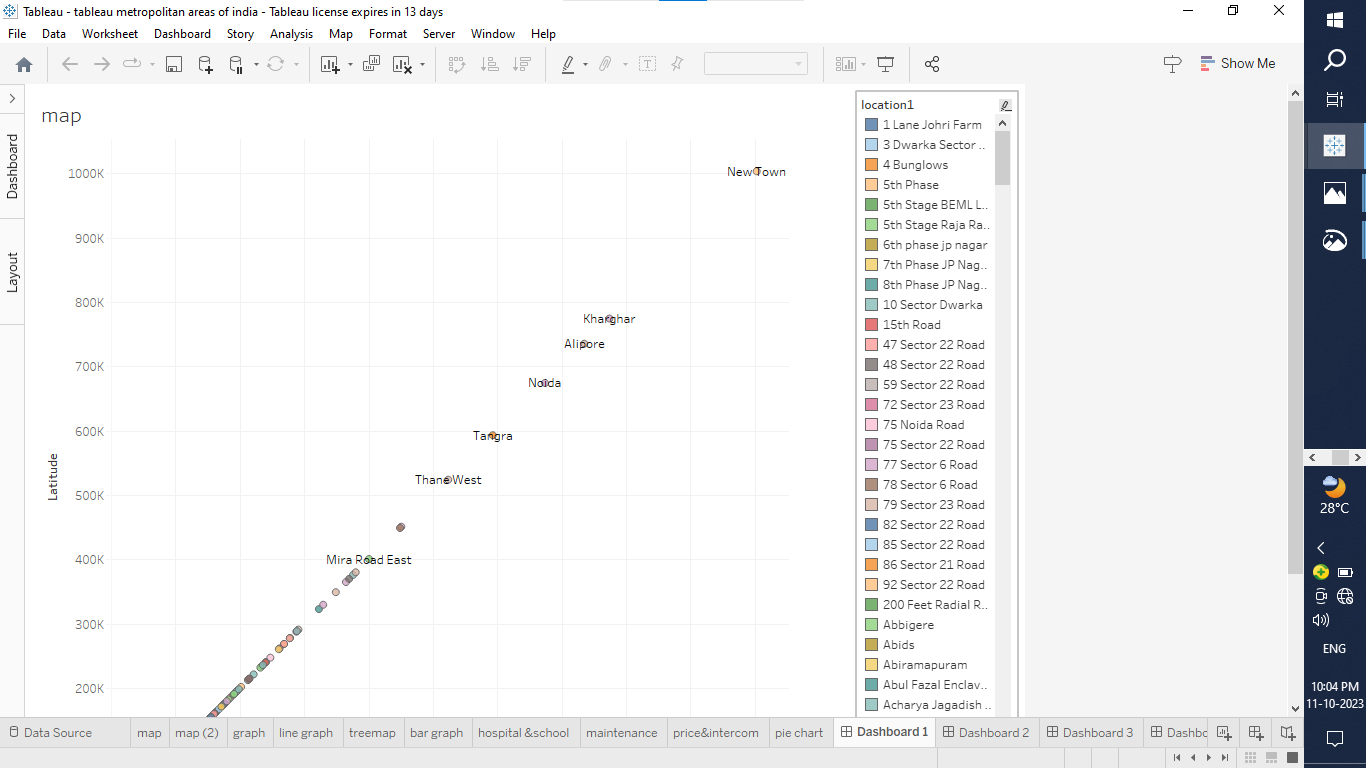 Tableau - tableau metropolitan areas of india - Tableau license expires in 13 days
File Data Worksheet Dashboard Story Analysis Map Format Server Window Help
Show Me
Dashboard
Layout
map
1000K
900K
800K
700K
600K
500K
400K
300K
200K
Latitude
New Town
Kharghar
Alipore
Noida
Tangra
Thane West
Mira Road East
location1
1 Lane Johri Farm
3 Dwarka Sector ..
4 Bunglows
5th Phase
5th Stage BEML L..
5th Stage Raja Ra..
6th phase jp nagar
7th Phase JP Nag..
8th Phase JP Nag..
10 Sector Dwarka
15th Road
47 Sector 22 Road
48 Sector 22 Road
59 Sector 22 Road
72 Sector 23 Road
75 Noida Road
75 Sector 22 Road
77 Sector 6 Road
78 Sector 6 Road
79 Sector 23 Road
82 Sector 22 Road
85 Sector 22 Road
86 Sector 21 Road
92 Sector 22 Road
200 Feet Radial R..
Abbigere
Abids
Abiramapuram
Abul Fazal Enclav..
Acharya Jagadish ..
Data Source map map (2) graph line graph treemap bar graph hospital &school maintenance price&intercom pie chart Dashboard 1 Dashboard 2 Dashboard 3 Dashbo
28°C
ENG
10:04 PM
11-10-2023